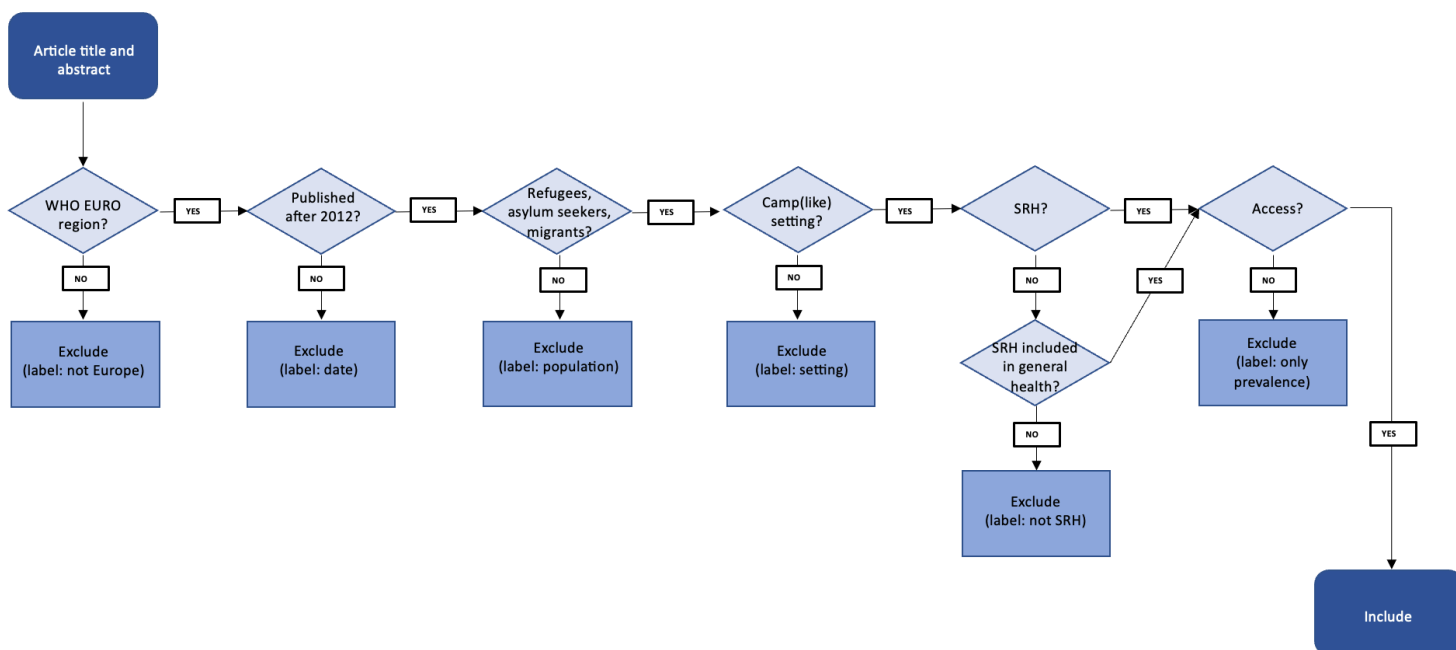 Article title and
abstract
WHO EURO
region?
YES
Published
after 2012?
YES
Refugees,
asylum seekers,
migrants?
YES
Camp(like)
setting?
YES
SRH?
YES
Access?
NO
NO
NO
NO
NO
YES
NO
Exclude
(label: not Europe)
Exclude
(label: date)
Exclude
(label: population)
Exclude
(label: setting)
SRH included
in general
health?
Exclude
(label: only
prevalence)
NO
YES
Exclude
(label: not SRH)
Include